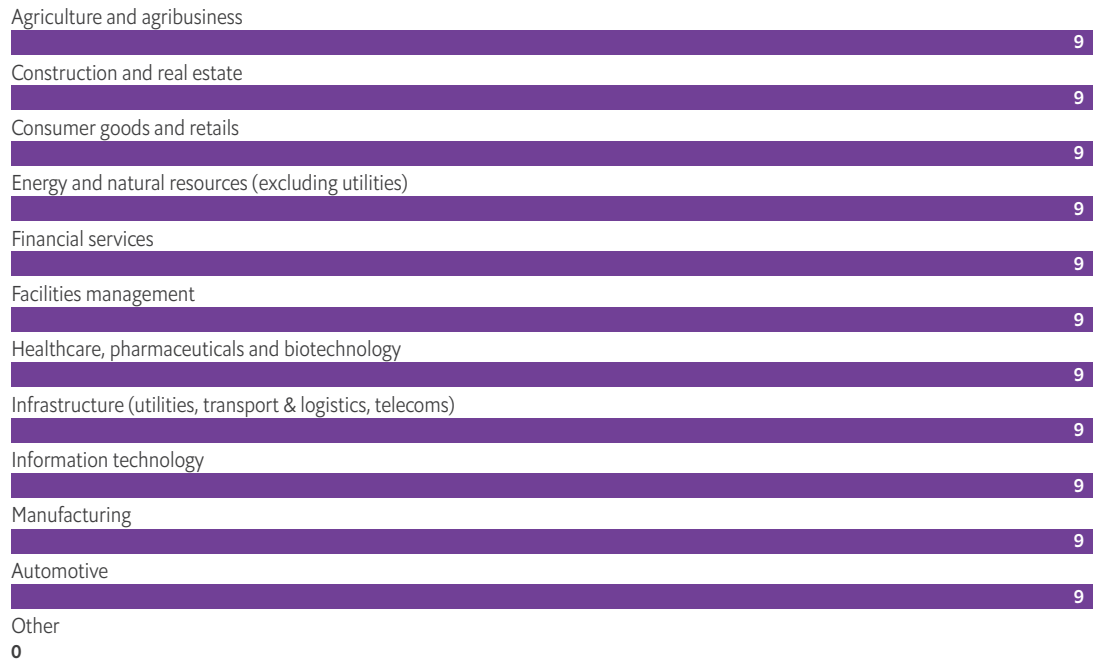 Agriculture and agribusiness
9
Construction and real estate
9
Consumer goods and retails
9
Energy and natural resources (excluding utilities)
9
Financial services
9
Facilities management
9
Healthcare, pharmaceuticals and biotechnology
9
Infrastructure (utilities, transport & logistics, telecoms)
9
Information technology
9
Manufacturing
9
Automotive
9
Other
0